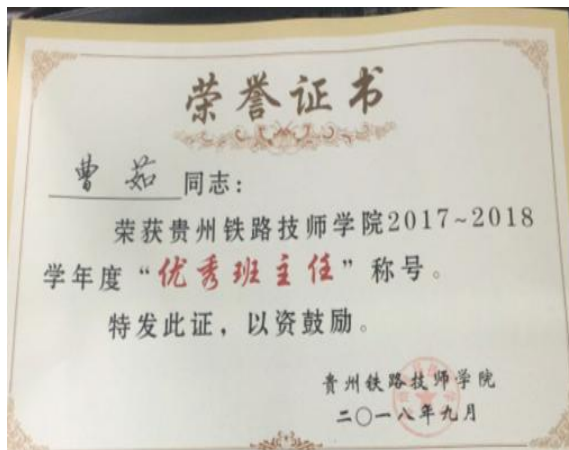 荣誉证书
曹茹同志：
荣获贵州铁路技师学院2017~2018
学年度“优秀班主任”称号。
特发此证，以资鼓励。
贵州铁路技师学院
二〇一八年九月